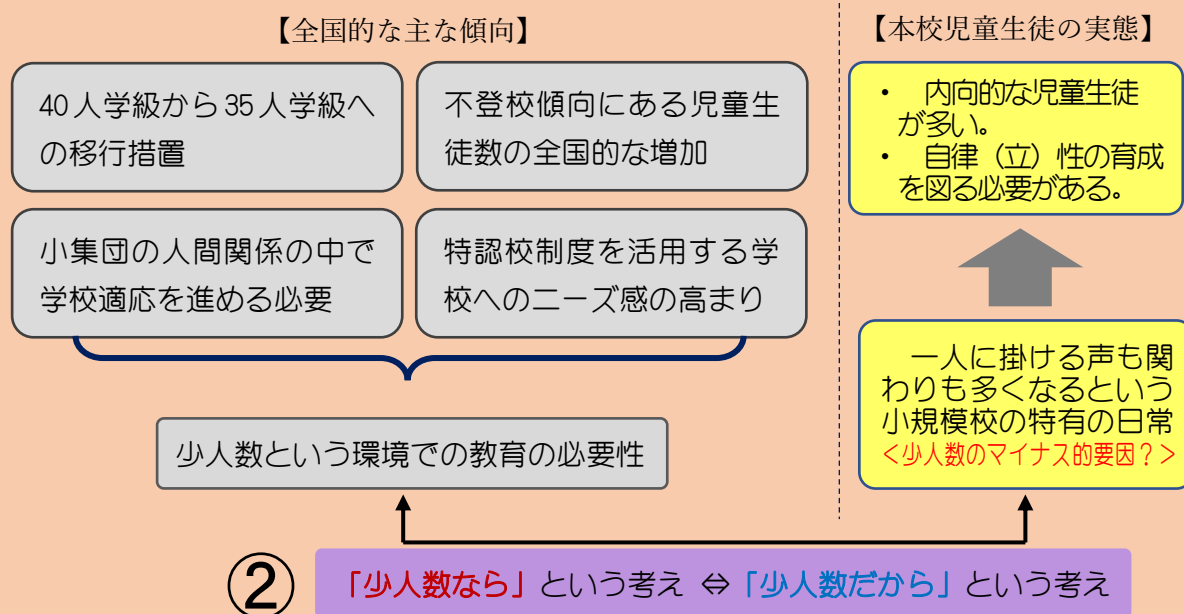 【全国的な主な傾向】
40人学級から35人学級へ
の移行措置
不登校傾向にある児童生
徒数の全国的な増加
小集団の人間関係の中で
学校適応を進める必要
特認校制度を活用する学
校へのニーズ感の高まり
少人数という環境での教育の必要性
【本校児童生徒の実態】
・ 内向的な児童生徒
が多い。
・ 自律（立）性の育成
を図る必要がある。
一人に掛ける声も関
わりも多くなるという
小規模校の特有の日常
＜少人数のマイナス的要因？＞
② 「少人数なら」という考え ⇔「少人数だから」という考え